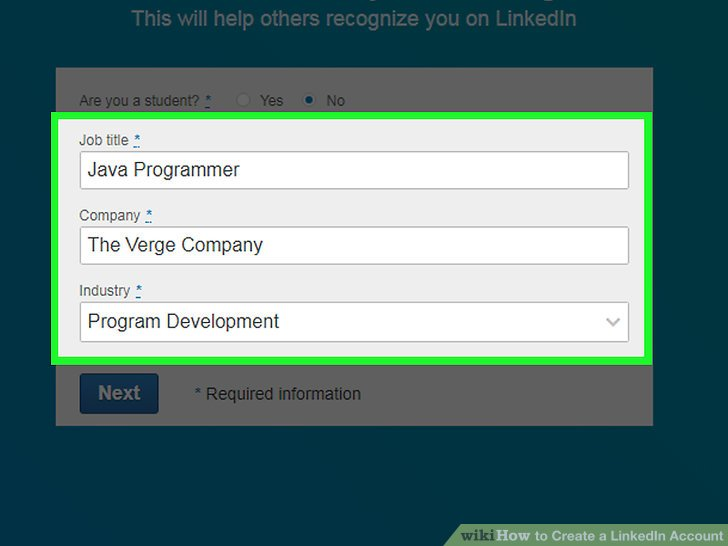 This will help others recognize you on LinkedIn
Are you a student? * Yes No
Job title *
Java Programmer
Company *
The Verge Company
Industry *
Program Development
Next * Required information
wikiHow to Create a LinkedIn Account